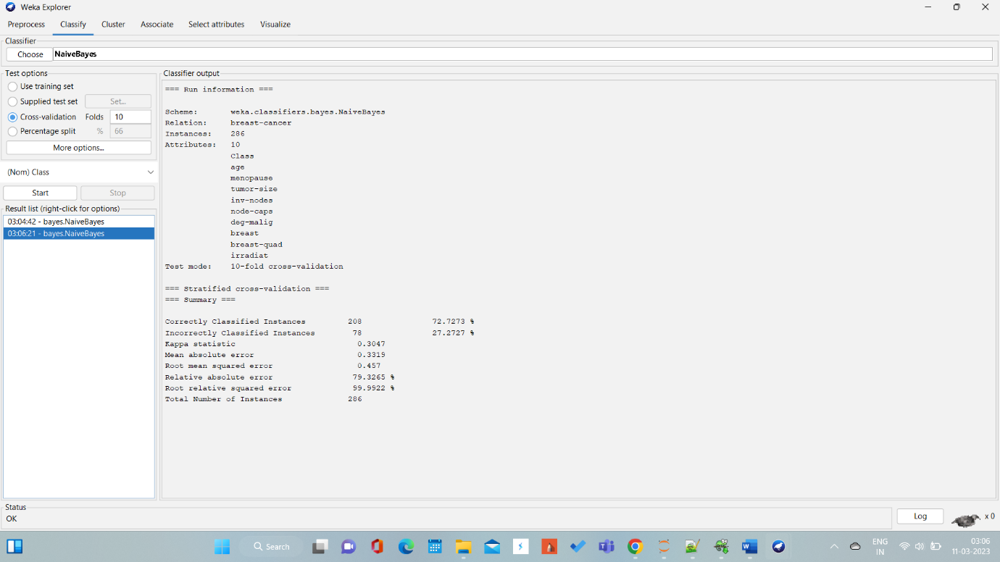 Weka Explorer
Preprocess Classify Cluster Associate Select attributes Visualize
Classifier
Choose NaiveBayes
Test options
Use training set
Supplied test set Set...
Cross-validation Folds 10
Percentage split % 66
More options...
(Nom) Class
Start Stop
Result list (right-click for options)
03:04:42 - bayes.NaiveBayes
03:06:21 - bayes.NaiveBayes
Classifier output
=== Run information ===
Scheme: weka.classifiers.bayes.NaiveBayes
Relation: breast-cancer
Instances: 286
Attributes: 10
Class
age
menopause
tumor-size
inv-nodes
node-caps
deg-malig
breast
breast-quad
irradiat
Test mode: 10-fold cross-validation
=== Stratified cross-validation ===
=== Summary ===
Correctly Classified Instances 208 72.7273 %
Incorrectly Classified Instances 78 27.2727 %
Kappa statistic 0.3047
Mean absolute error 0.3319
Root mean squared error 0.457
Relative absolute error 79.3265 %
Root relative squared error 99.9922 %
Total Number of Instances 286
Status
OK
Log x 0
Search
ENG
IN
03:06
11-03-2023